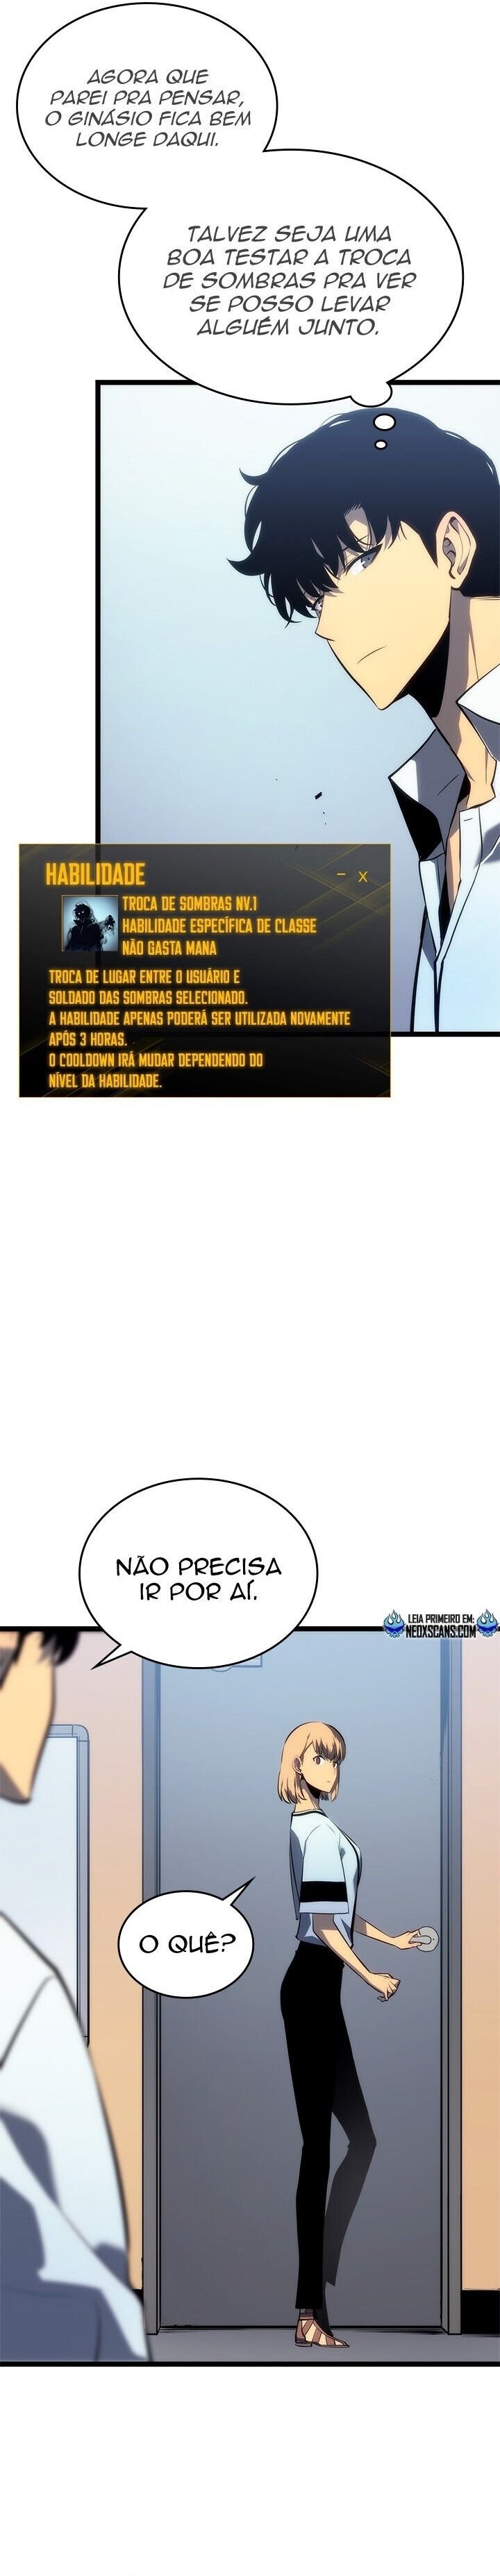 AGORA QUE
PAREI PRA PENSAR,
O GINÁSIO FICA BEM
LONGE DAQUI.
TALVEZ SEJA UMA
BOA TESTAR A TROCA
DE SOMBRAS PRA VER
SE POSSO LEVAR
ALGUÉM JUNTO.
HABILIDADE
- X
TROCA DE SOMBRAS NV.1
HABILIDADE ESPECÍFICA DE CLASSE
NÃO GASTA MANA
TROCA DE LUGAR ENTRE O USUÁRIO E
SOLDADO DAS SOMBRAS SELECIONADO.
A HABILIDADE APENAS PODERÁ SER UTILIZADA NOVAMENTE
APÓS 3 HORAS.
O COOLDOWN IRÁ MUDAR DEPENDENDO DO
NÍVEL DA HABILIDADE.
NÃO PRECISA
IR POR AÍ.
LEIA PRIMEIRO EM:
NEOXSCANS.COM
O QUÊ?